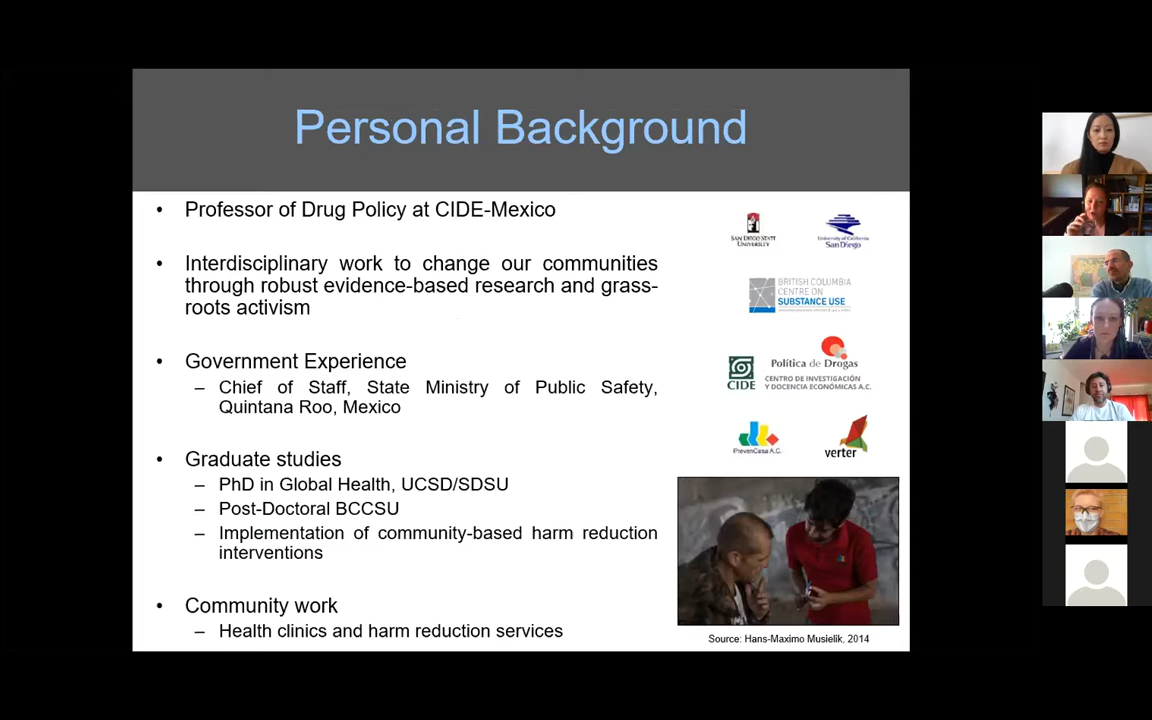 Personal Background
• Professor of Drug Policy at CIDE-Mexico
• Interdisciplinary work to change our communities
through robust evidence-based research and grass-
roots activism
• Government Experience
– Chief of Staff, State Ministry of Public Safety,
Quintana Roo, Mexico
• Graduate studies
– PhD in Global Health, UCSD/SDSU
– Post-Doctoral BCCSU
– Implementation of community-based harm reduction
interventions
• Community work
– Health clinics and harm reduction services
SAN DIEGO STATE
UNIVERSITY
University of California
San Diego
BRITISH COLUMBIA
CENTRE ON
SUBSTANCE USE
Política de Drogas
CIDE
CENTRO DE INVESTIGACIÓN
Y DOCENCIA ECONÓMICAS A.C.
PrevenCasa A.C.
verter
Source: Hans-Maximo Musielik, 2014